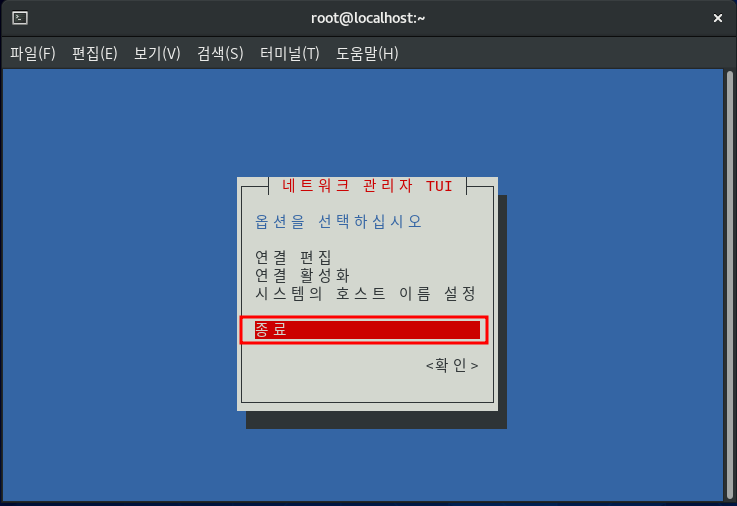 root@localhost:~
파일(F) 편집(E) 보기(V) 검색(S) 터미널(T) 도움말(H)
네트워크 관리자 TUI
옵션을 선택하십시오
연결 편집
연결 활성화
시스템의 호스트 이름 설정
종료
<확인>